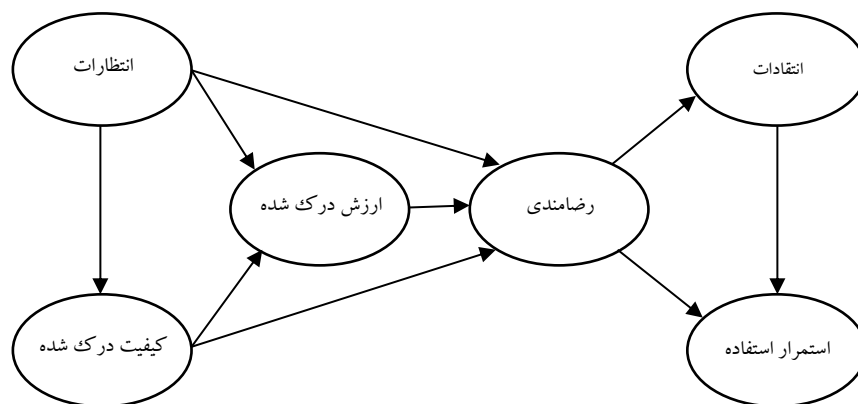 انتظارات
انتقادات
ارزش درک شده
رضامندی
کیفیت درک شده
استمرار استفاده